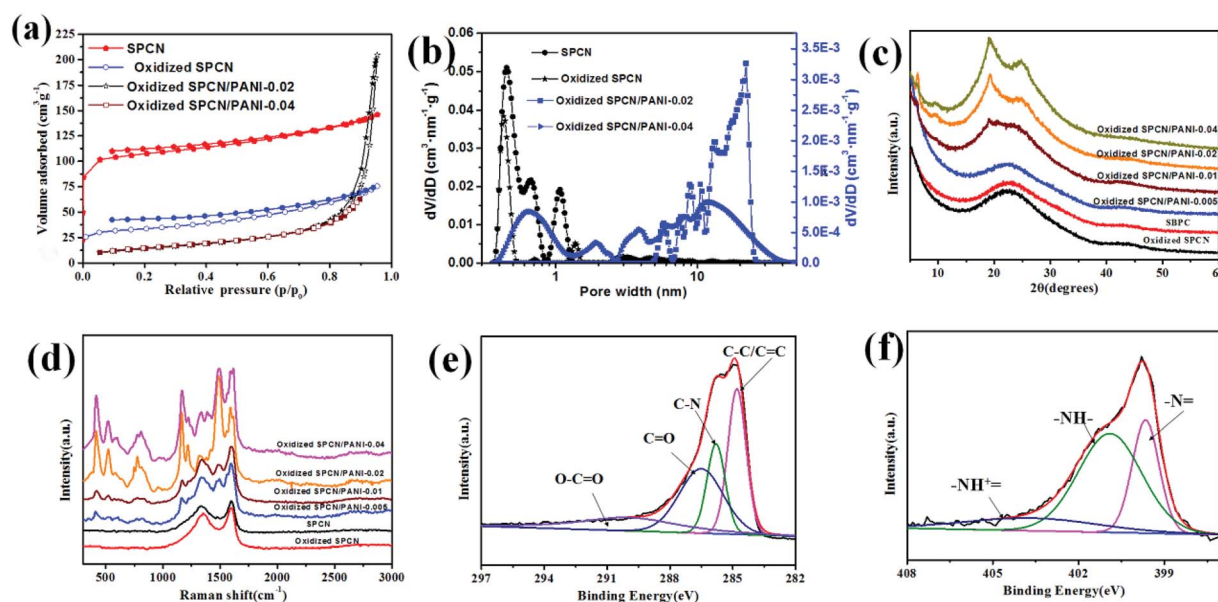 (a)
Volume adsorbed (cm³g⁻¹)
225
200
175
150
125
100
75
50
25
0
SPCN
Oxidized SPCN
Oxidized SPCN/PANI-0.02
Oxidized SPCN/PANI-0.04
0.0 0.2 0.4 0.6 0.8 1.0
Relative pressure (p/p₀)
(b)
dV/dD (cm³·nm⁻¹·g⁻¹)
0.06
0.05
0.04
0.03
0.02
0.01
0.00
SPCN
Oxidized SPCN
Oxidized SPCN/PANI-0.02
Oxidized SPCN/PANI-0.04
3.5E-3
3.0E-3
2.5E-3
2.0E-3
1.5E-3
1.0E-3
5.0E-4
0.0
dV/dD (cm³·nm⁻¹·g⁻¹)
1 10
Pore width (nm)
(c)
Intensity(a.u.)
Oxidized SPCN/PANI-0.04
Oxidized SPCN/PANI-0.02
Oxidized SPCN/PANI-0.01
Oxidized SPCN/PANI-0.005
SBPC
Oxidized SPCN
10 20 30 40 50 60
2θ(degrees)
(d)
Intensity(a.u.)
Oxidized SPCN/PANI-0.04
Oxidized SPCN/PANI-0.02
Oxidized SPCN/PANI-0.01
Oxidized SPCN/PANI-0.005
SPCN
Oxidized SPCN
500 1000 1500 2000 2500 3000
Raman shift(cm⁻¹)
(e)
Intensity(a.u.)
C-C/C=C
C-N
C=O
O-C=O
297 294 291 288 285 282
Binding Energy(eV)
(f)
Intensity(a.u.)
-N=
-NH-
-NH⁺=
408 405 402 399
Binding Energy(eV)